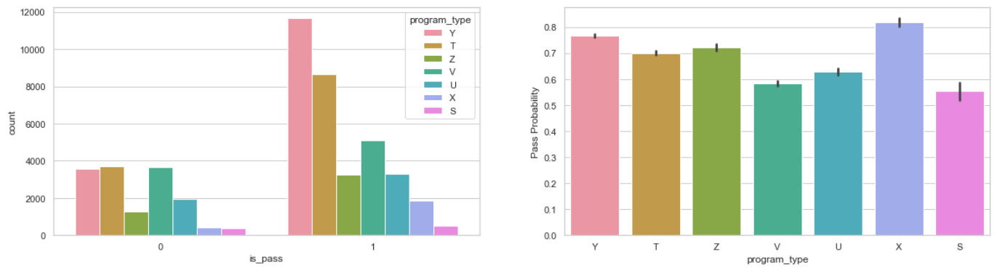 12000
10000
8000
6000
4000
2000
0
count
program_type
Y
T
Z
V
U
X
S
0 1
is_pass
0.8
0.7
0.6
0.5
0.4
0.3
0.2
0.1
0.0
Pass Probability
Y T Z V U X S
program_type